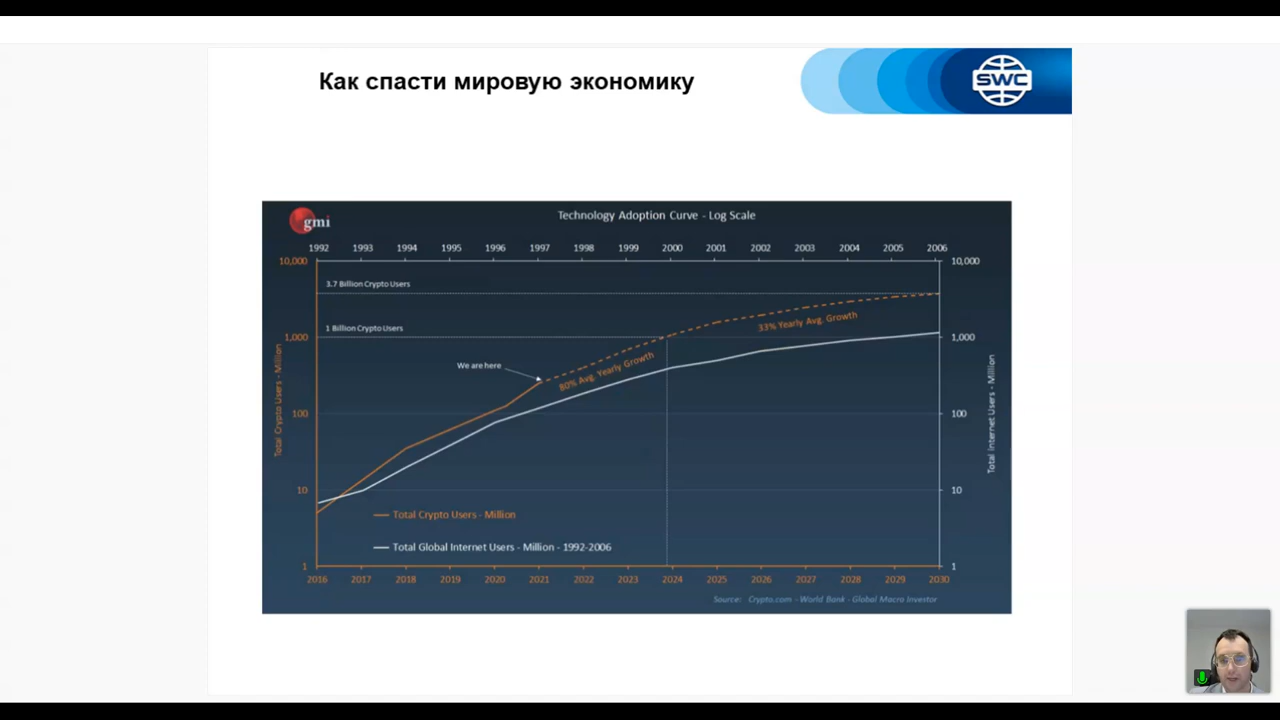 Как спасти мировую экономику
SWC
gmi
Technology Adoption Curve - Log Scale
1992 1993 1994 1995 1996 1997 1998 1999 2000 2001 2002 2003 2004 2005 2006
10,000 10,000
3.7 Billion Crypto Users
1 Billion Crypto Users
1,000 1,000
33% Yearly Avg. Growth
We are here
80% Avg. Yearly Growth
Total Crypto Users - Million
Total Internet Users - Million
100 100
10 10
Total Crypto Users - Million
Total Global Internet Users - Million - 1992-2006
1 1
2016 2017 2018 2019 2020 2021 2022 2023 2024 2025 2026 2027 2028 2029 2030
Source: Crypto.com - World Bank - Global Macro Investor